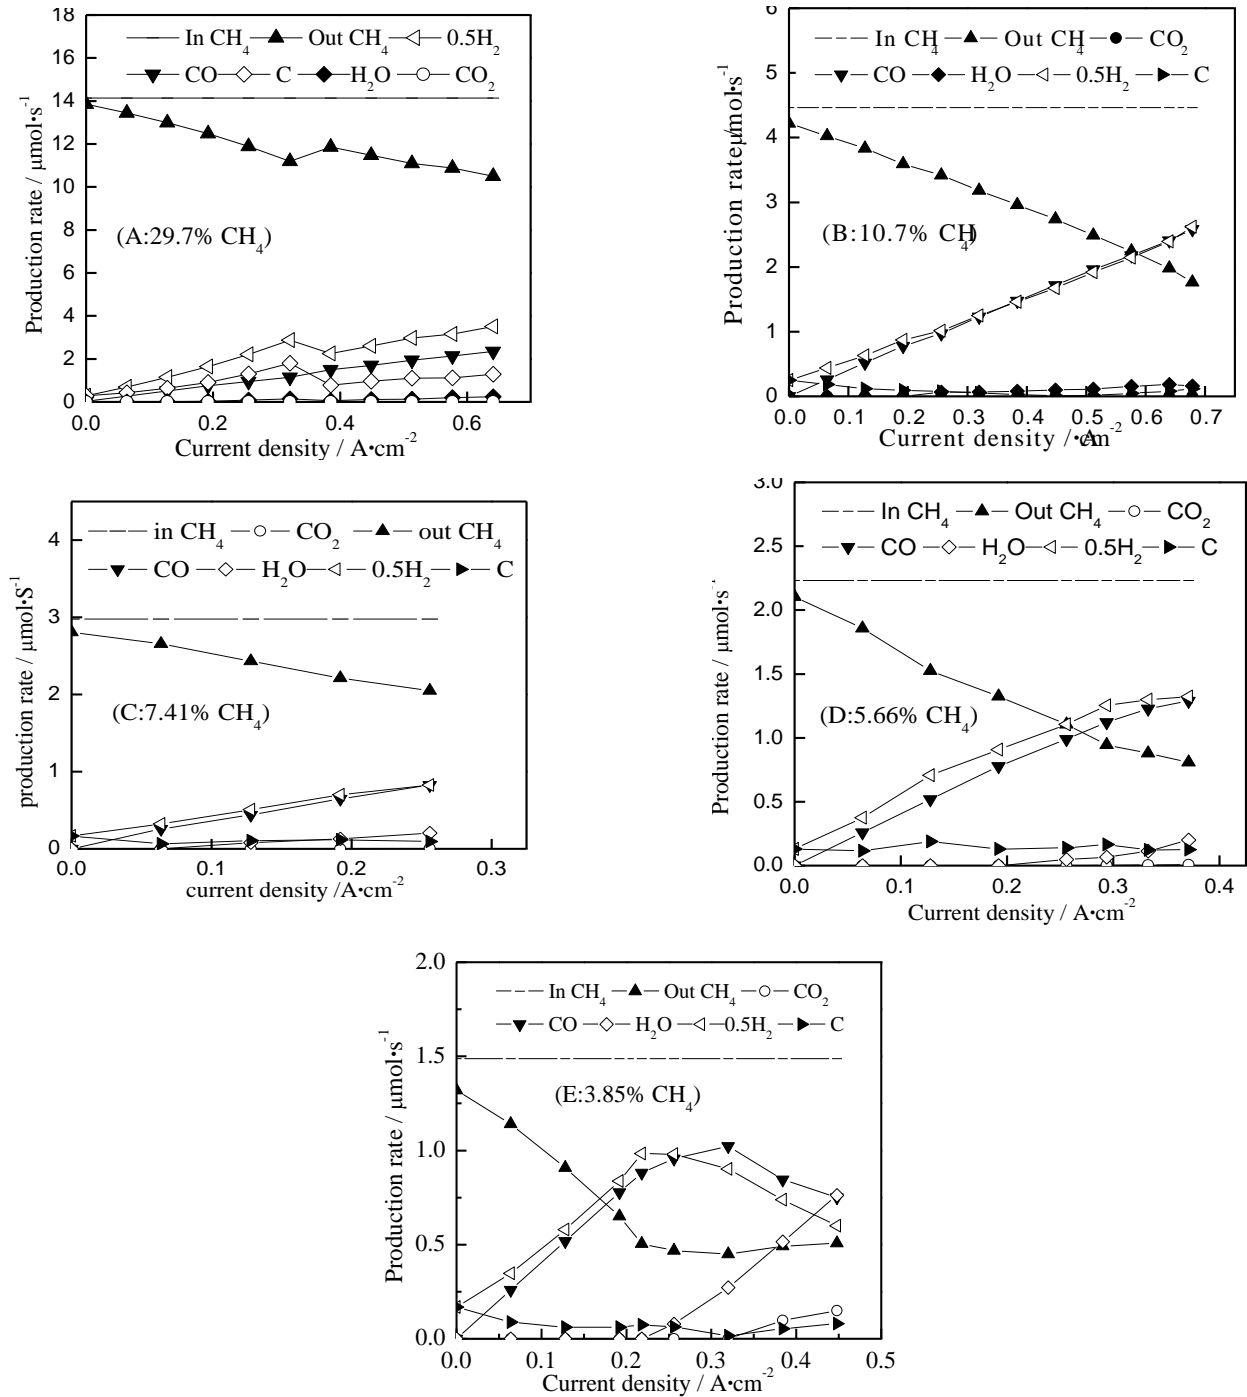 18
16
14
12
10
8
6
4
2
0
Production rate / μmol•s-1
In CH4 Out CH4 0.5H2
CO C H2O CO2
(A:29.7% CH4)
0.0 0.2 0.4 0.6
Current density / A•cm-2
6
5
4
3
2
1
0
Production rateμmol•s-1
In CH4 Out CH4 CO2
CO H2O 0.5H2 C
(B:10.7% CH4)
0.0 0.1 0.2 0.3 0.4 0.5 0.6 0.7
Current density /A•cm-2
4
3
2
1
0
production rate / μmol•S-1
in CH4 CO2 out CH4
CO H2O 0.5H2 C
(C:7.41% CH4)
0.0 0.1 0.2 0.3
current density /A•cm-2
3.0
2.5
2.0
1.5
1.0
0.5
0.0
Production rate / μmol•s-1
In CH4 Out CH4 CO2
CO H2O 0.5H2 C
(D:5.66% CH4)
0.0 0.1 0.2 0.3 0.4
Current density / A•cm-2
2.0
1.5
1.0
0.5
0.0
Production rate / μmol•s-1
In CH4 Out CH4 CO2
CO H2O 0.5H2 C
(E:3.85% CH4)
0.0 0.1 0.2 0.3 0.4 0.5
Current density / A•cm-2